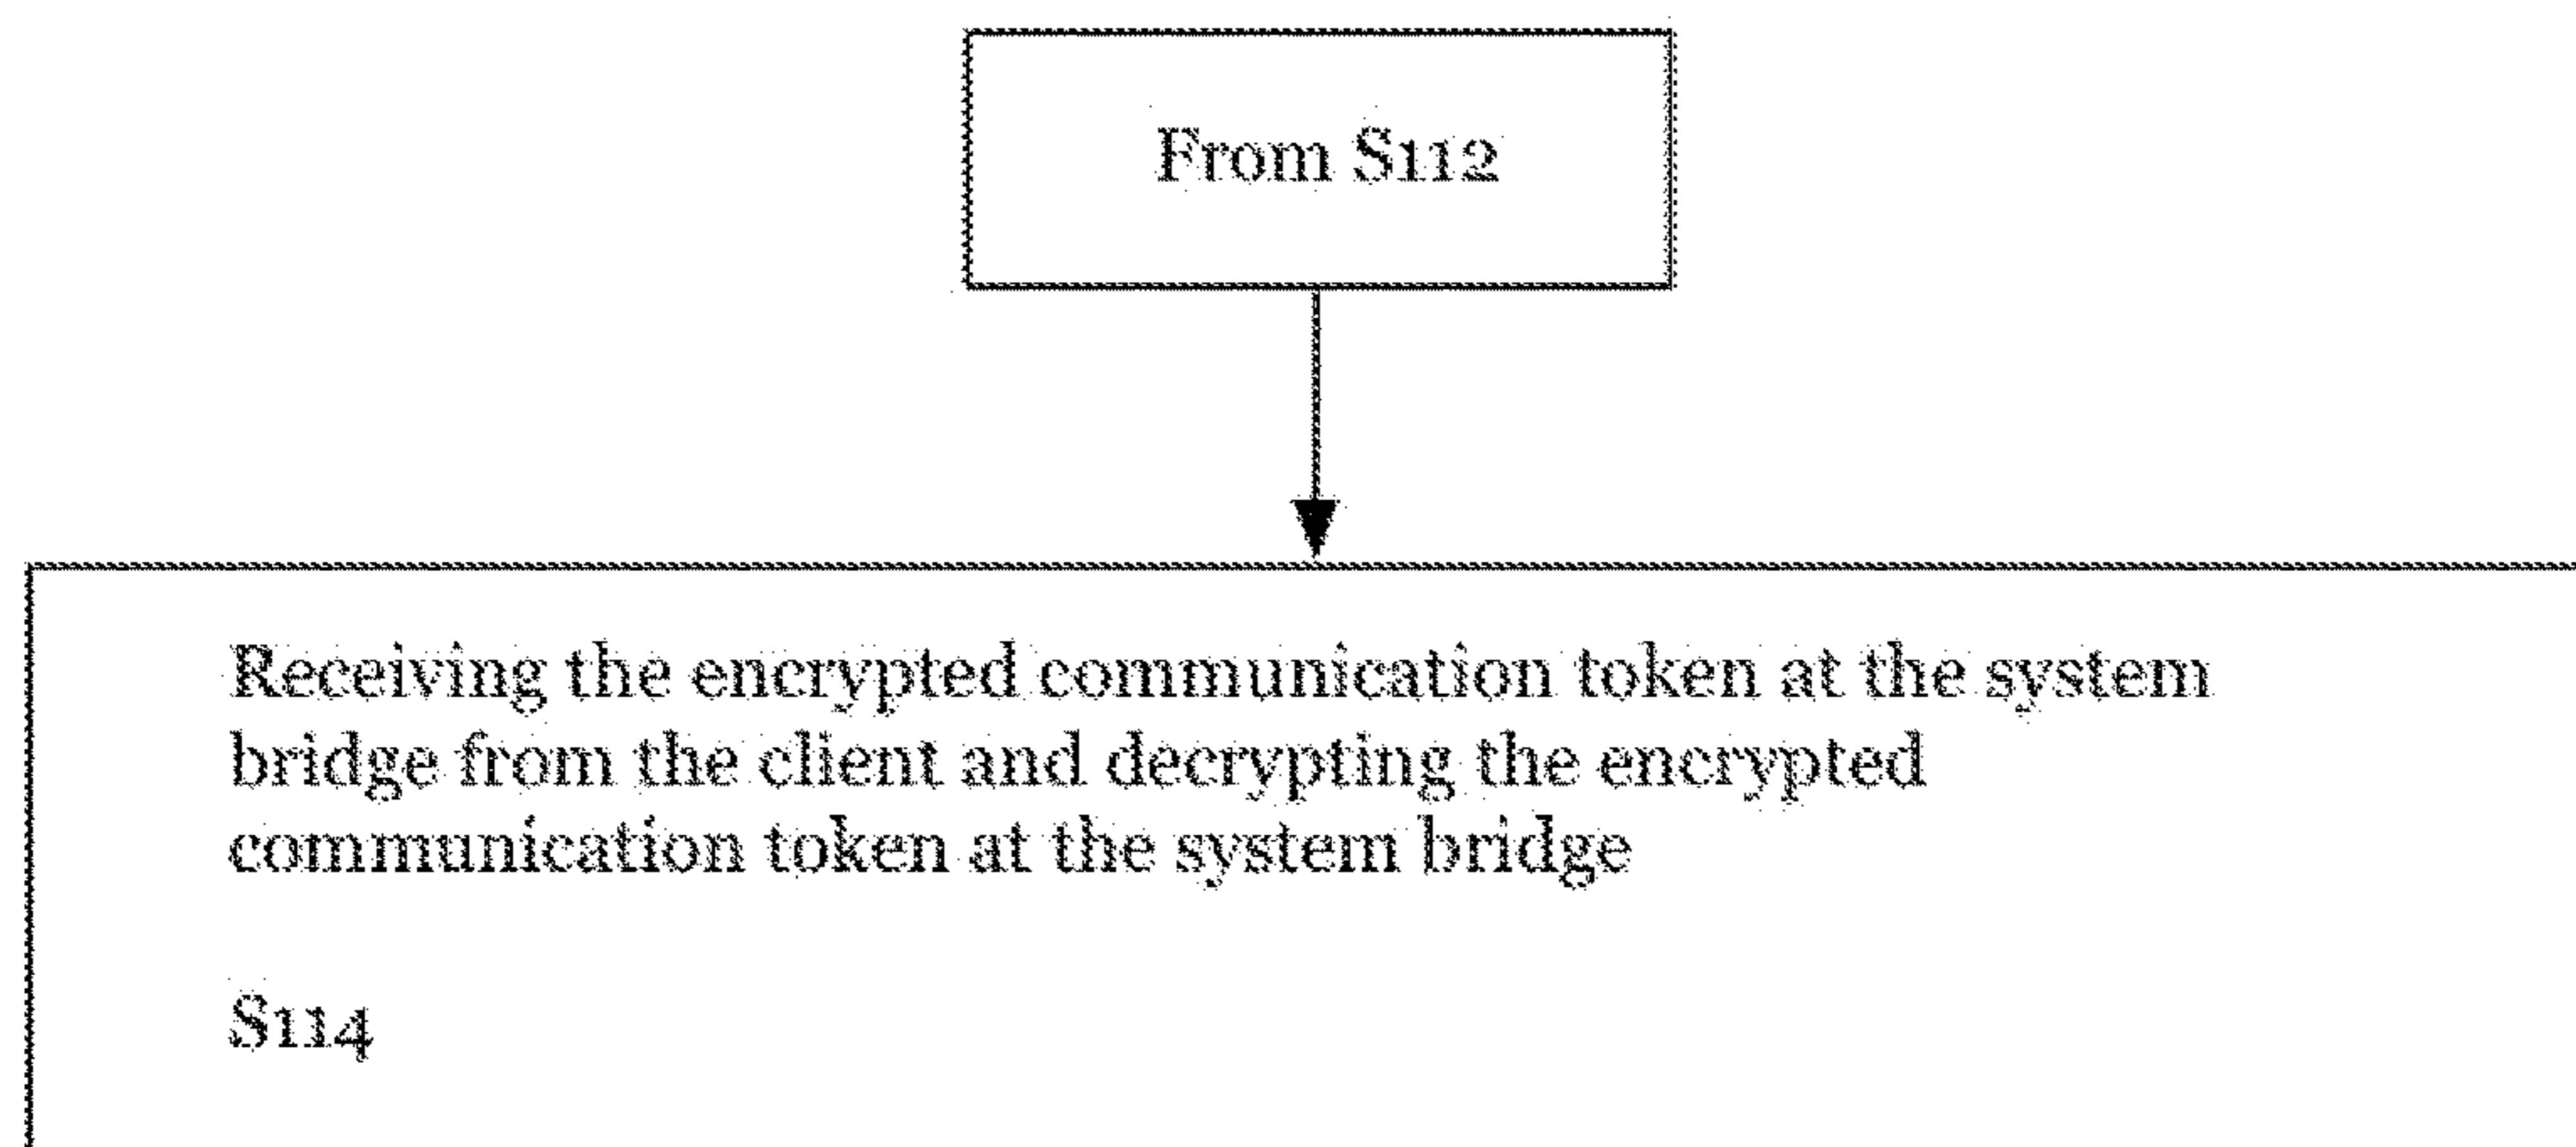 From S112
Receiving the encrypted communication token at the system
bridge from the client and decrypting the encrypted
communication token at the system bridge
S114